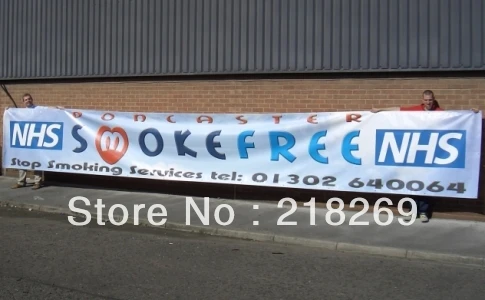 DONCASTER
NHS SMOKEFREE NHS
Stop Smoking Services tel: 01302 640064
Store No : 218269